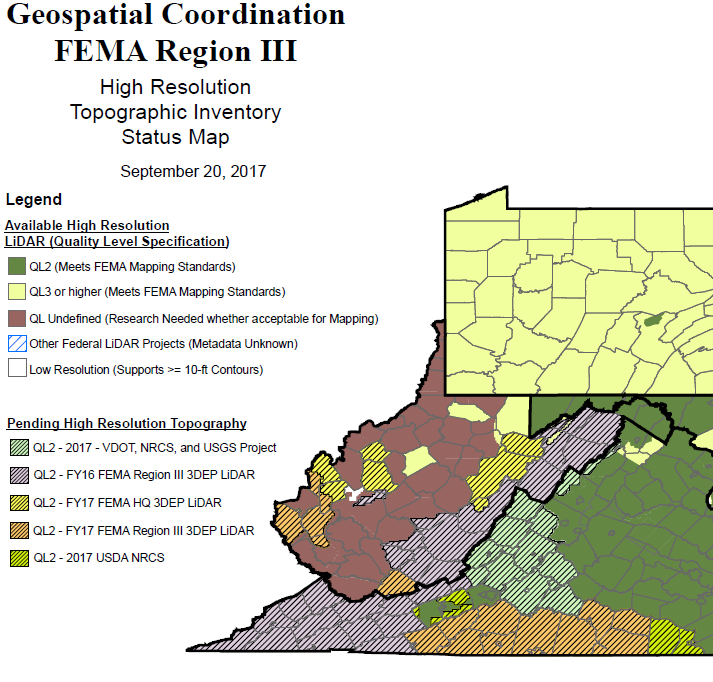 Geospatial Coordination
FEMA Region III
High Resolution
Topographic Inventory
Status Map
September 20, 2017
Legend
Available High Resolution
LiDAR (Quality Level Specification)
QL2 (Meets FEMA Mapping Standards)
QL3 or higher (Meets FEMA Mapping Standards)
QL Undefined (Research Needed whether acceptable for Mapping)
Other Federal LiDAR Projects (Metadata Unknown)
Low Resolution (Supports >= 10-ft Contours)
Pending High Resolution Topography
QL2 - 2017 - VDOT, NRCS, and USGS Project
QL2 - FY16 FEMA Region III 3DEP LiDAR
QL2 - FY17 FEMA HQ 3DEP LiDAR
QL2 - FY17 FEMA Region III 3DEP LiDAR
QL2 - 2017 USDA NRCS